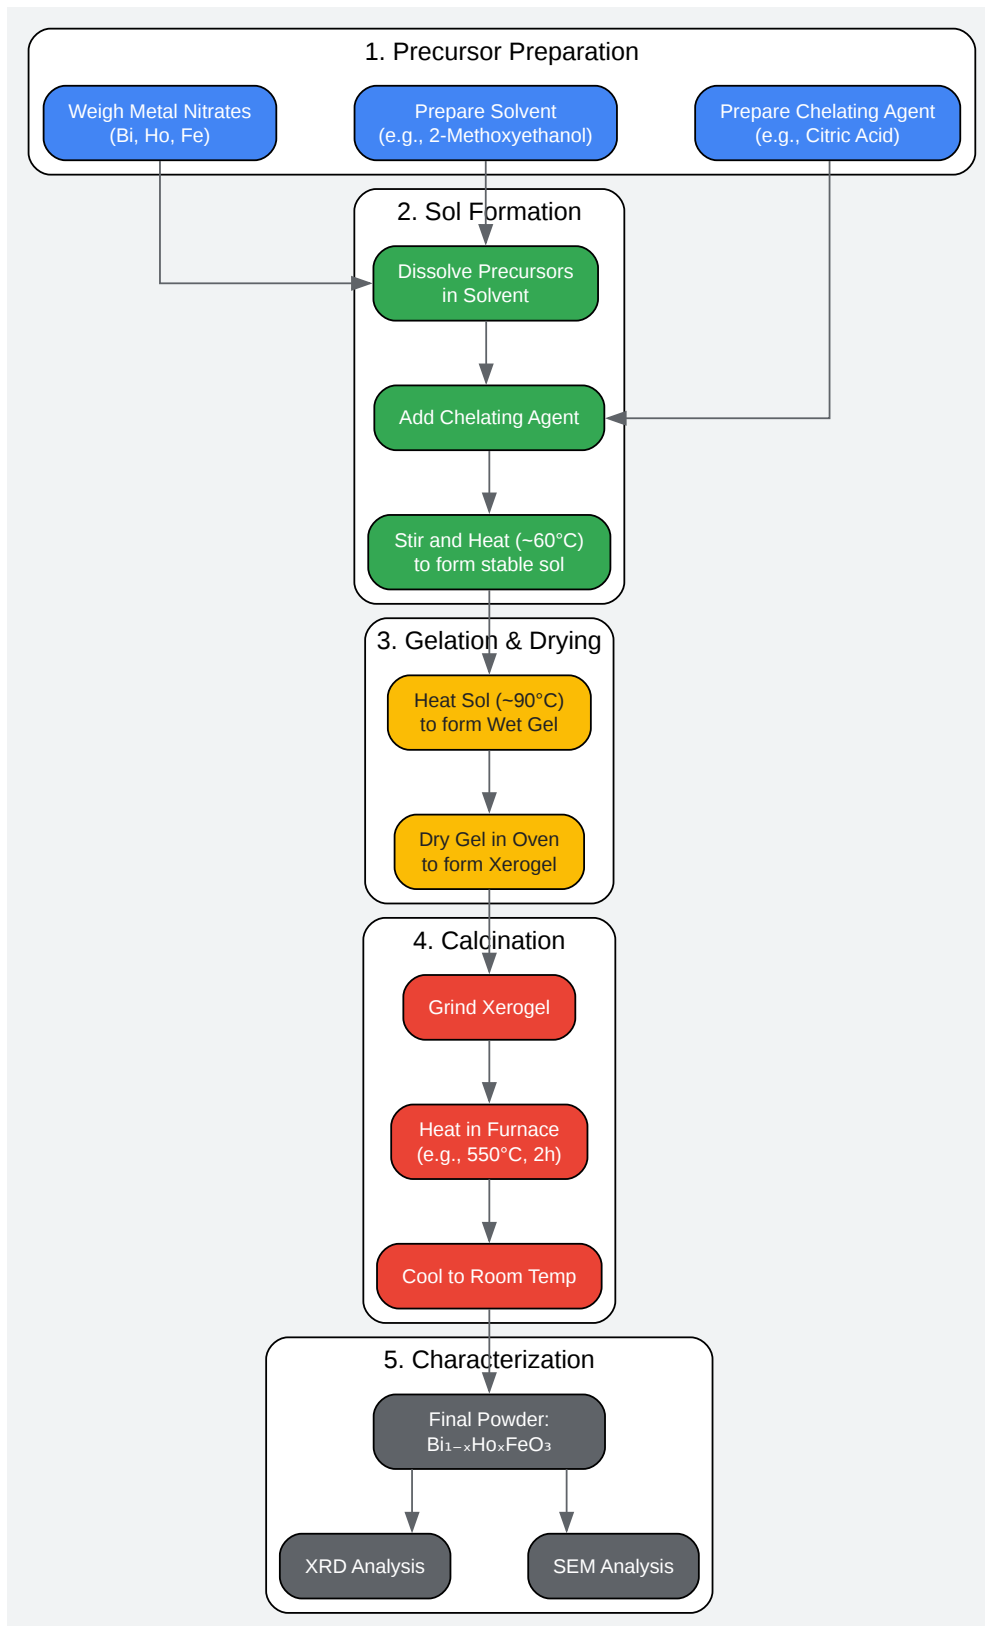 1. Precursor Preparation
Weigh Metal Nitrates
(Bi, Ho, Fe)
Prepare Solvent
(e.g., 2-Methoxyethanol)
Prepare Chelating Agent
(e.g., Citric Acid)
2. Sol Formation
Dissolve Precursors
in Solvent
Add Chelating Agent
Stir and Heat (~60°C)
to form stable sol
3. Gelation & Drying
Heat Sol (~90°C)
to form Wet Gel
Dry Gel in Oven
to form Xerogel
4. Calcination
Grind Xerogel
Heat in Furnace
(e.g., 550°C, 2h)
Cool to Room Temp
5. Characterization
Final Powder:
Bi₁₋ₓHoₓFeO₃
XRD Analysis
SEM Analysis